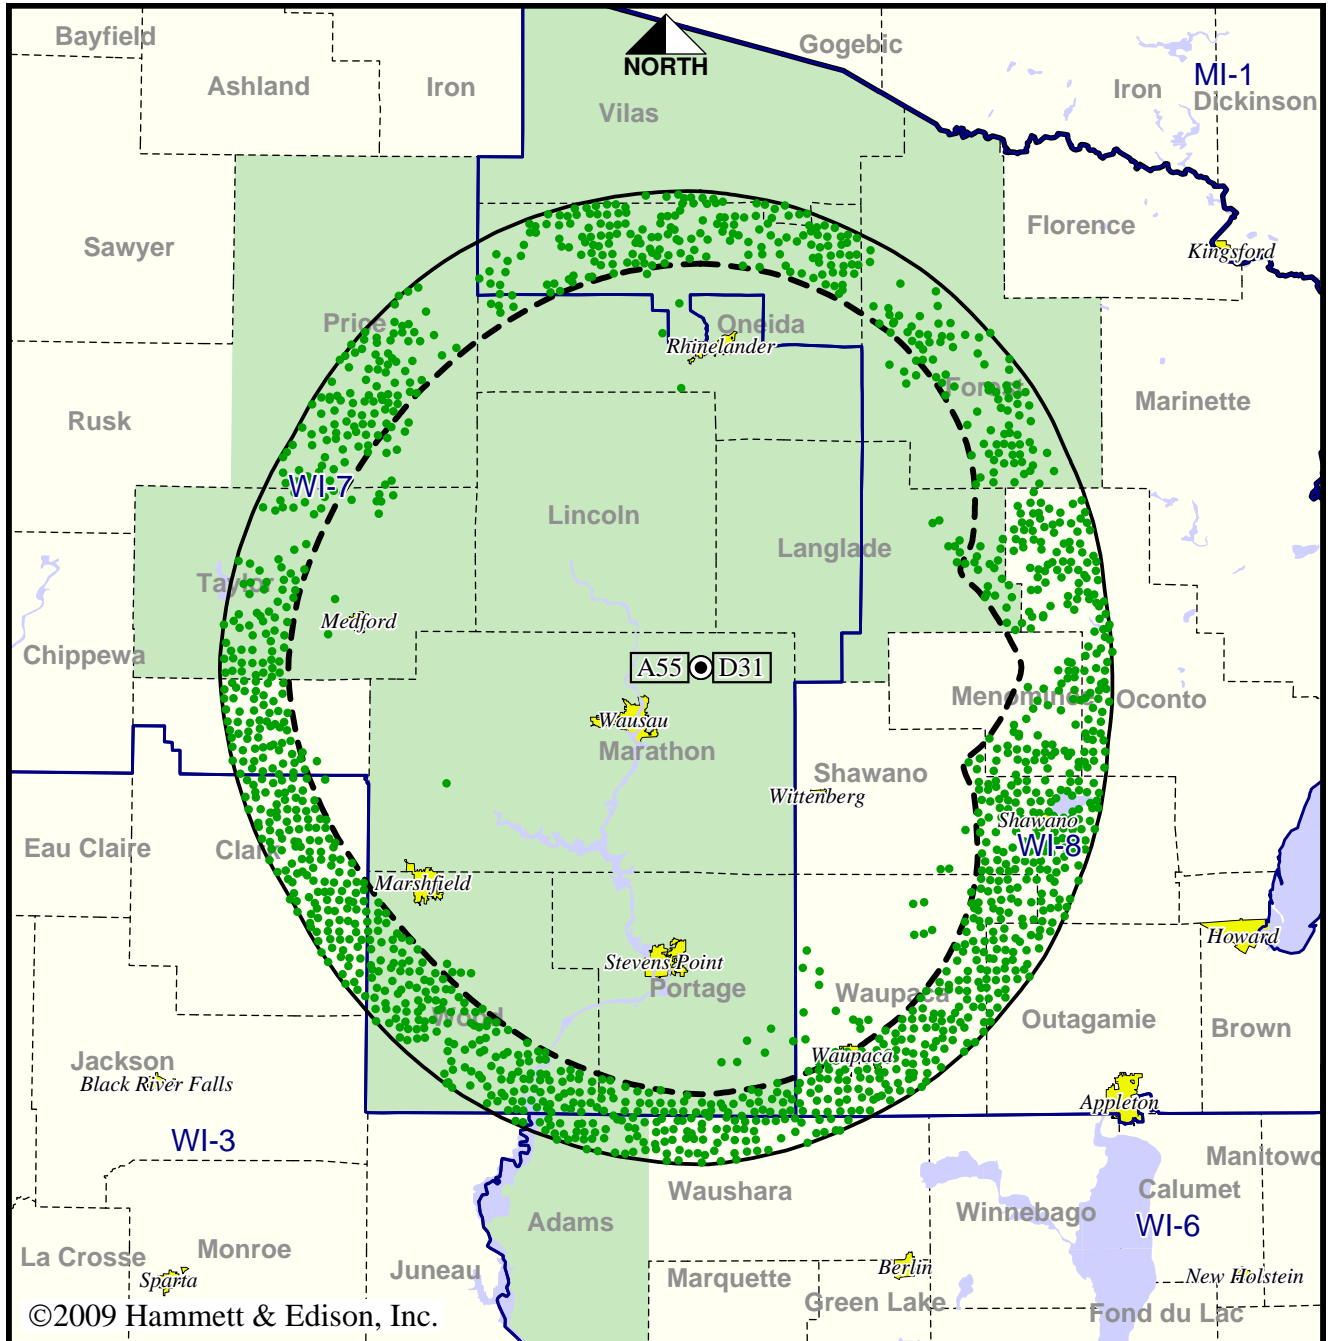 Bayfield
Gogebic
NORTH
MI-1
Ashland
Iron
Iron
Dickinson
Vilas
Sawyer
Florence
Kingsford
Price
Oneida
Rhinelander
Forest
Marinette
Rusk
WI-7
Lincoln
Langlade
Taylor
Medford
Chippewa
A55
D31
Menominee
Oconto
Wausau
Marathon
Shawano
Wittenberg
Shawano
WI-8
Eau Claire
Clark
Marshfield
Howard
Stevens Point
Portage
Waupaca
Wood
Outagamie
Brown
Waupaca
Jackson
Black River Falls
Appleton
WI-3
Manitowo
Waushara
Calumet
Winnebago
WI-6
Adams
La Crosse
Monroe
Juneau
Sparta
Berlin
Marquette
New Holstein
Green Lake
Fond du Lac
©2009 Hammett & Edison, Inc.